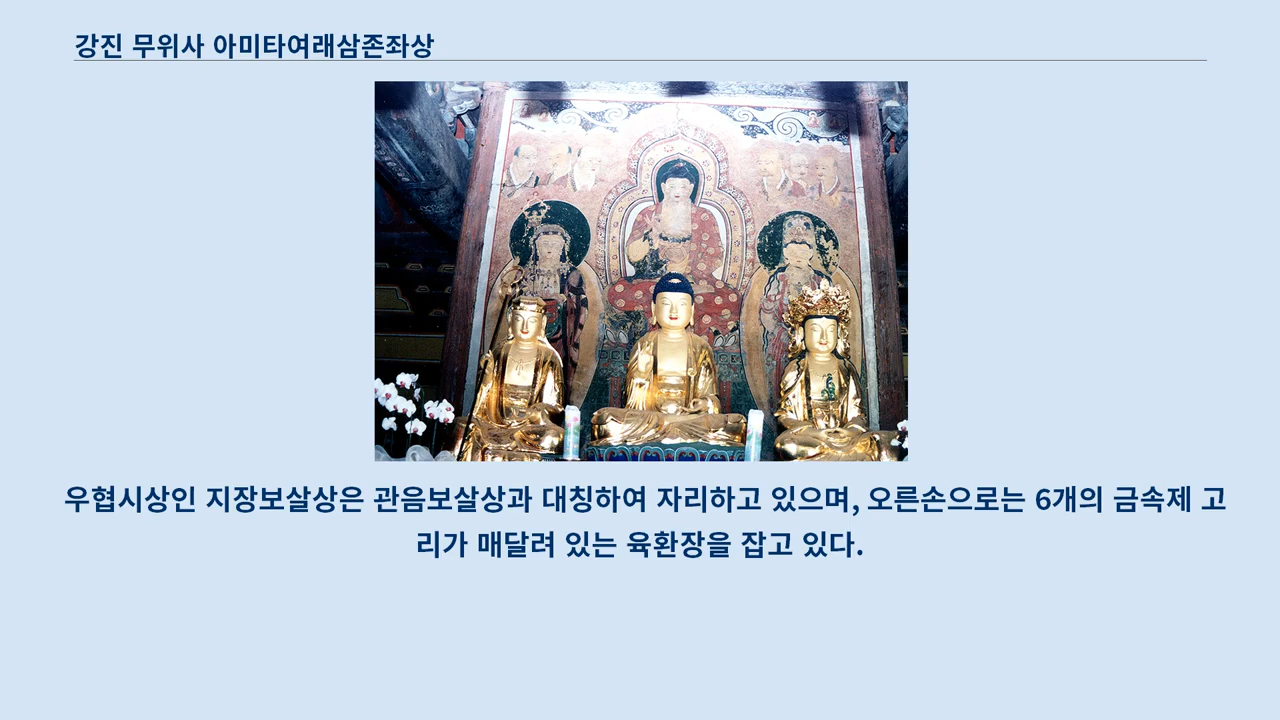 강진 무위사 아미타여래삼존좌상
우협시상인 지장보살상은 관음보살상과 대칭하여 자리하고 있으며, 오른손으로는 6개의 금속제 고
리가 매달려 있는 육환장을 잡고 있다.